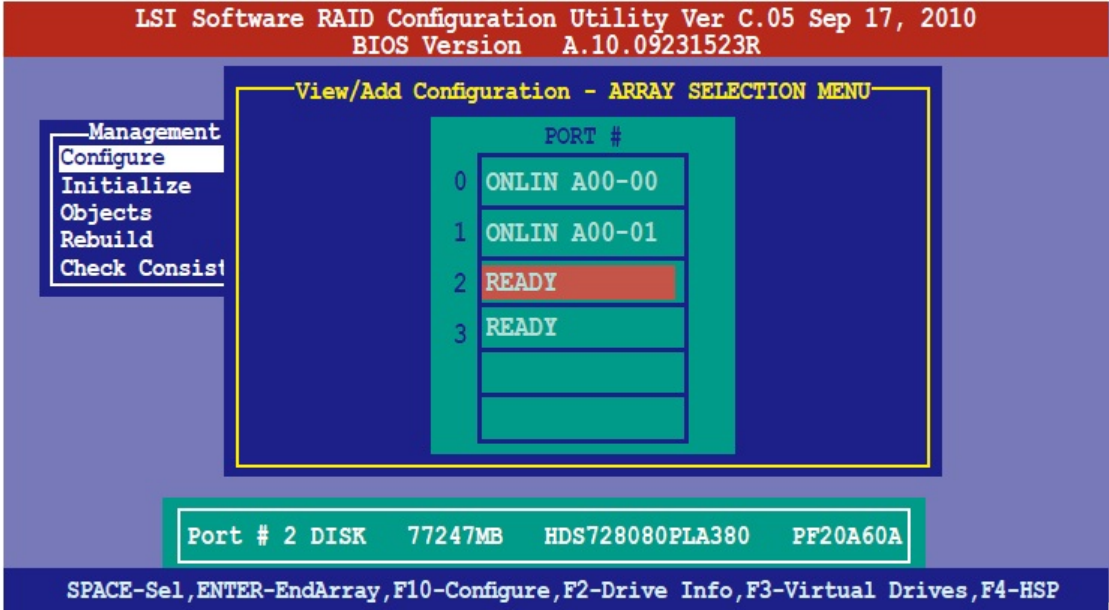 LSI Software RAID Configuration Utility Ver C.05 Sep 17, 2010
BIOS Version A.10.09231523R
View/Add Configuration - ARRAY SELECTION MENU
Management
Configure
Initialize
Objects
Rebuild
Check Consist
PORT #
0 ONLIN A00-00
1 ONLIN A00-01
2 READY
3 READY
Port # 2 DISK 77247MB HDS728080PLA380 PF20A60A
SPACE-Sel,ENTER-EndArray,F10-Configure,F2-Drive Info,F3-Virtual Drives,F4-HSP